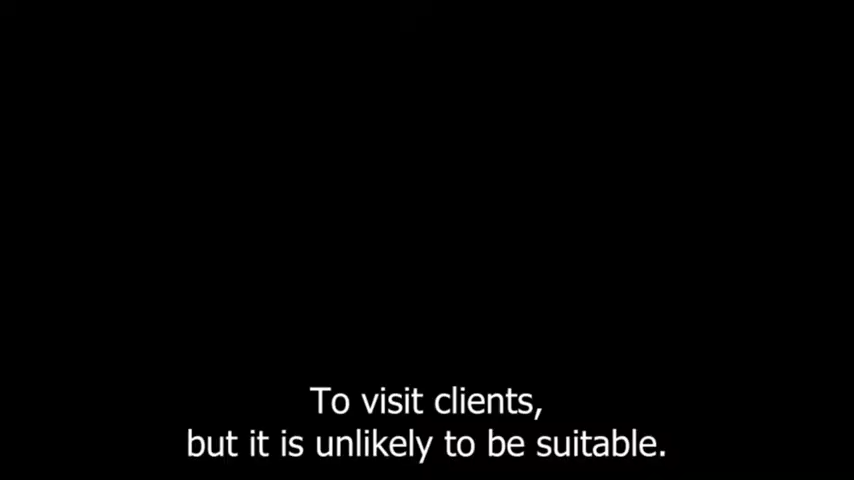 To visit clients,
but it is unlikely to be suitable.